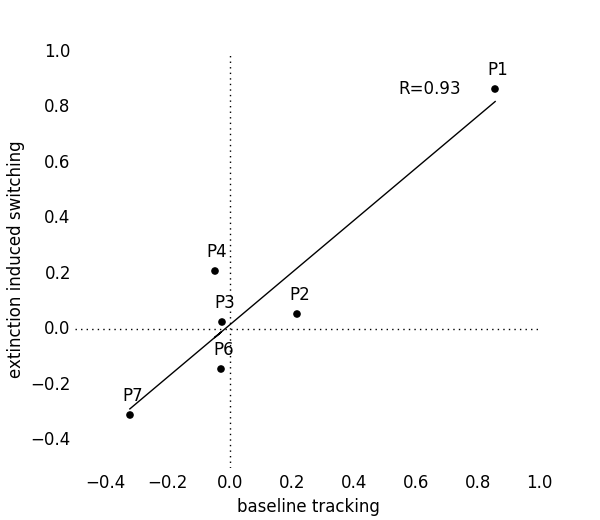 1.0
P1
R=0.93
0.8
0.6
0.4
P4
0.2
P2
P3
0.0
P6
−0.2
P7
−0.4
extinction induced switching
−0.4 −0.2 0.0 0.2 0.4 0.6 0.8 1.0
baseline tracking